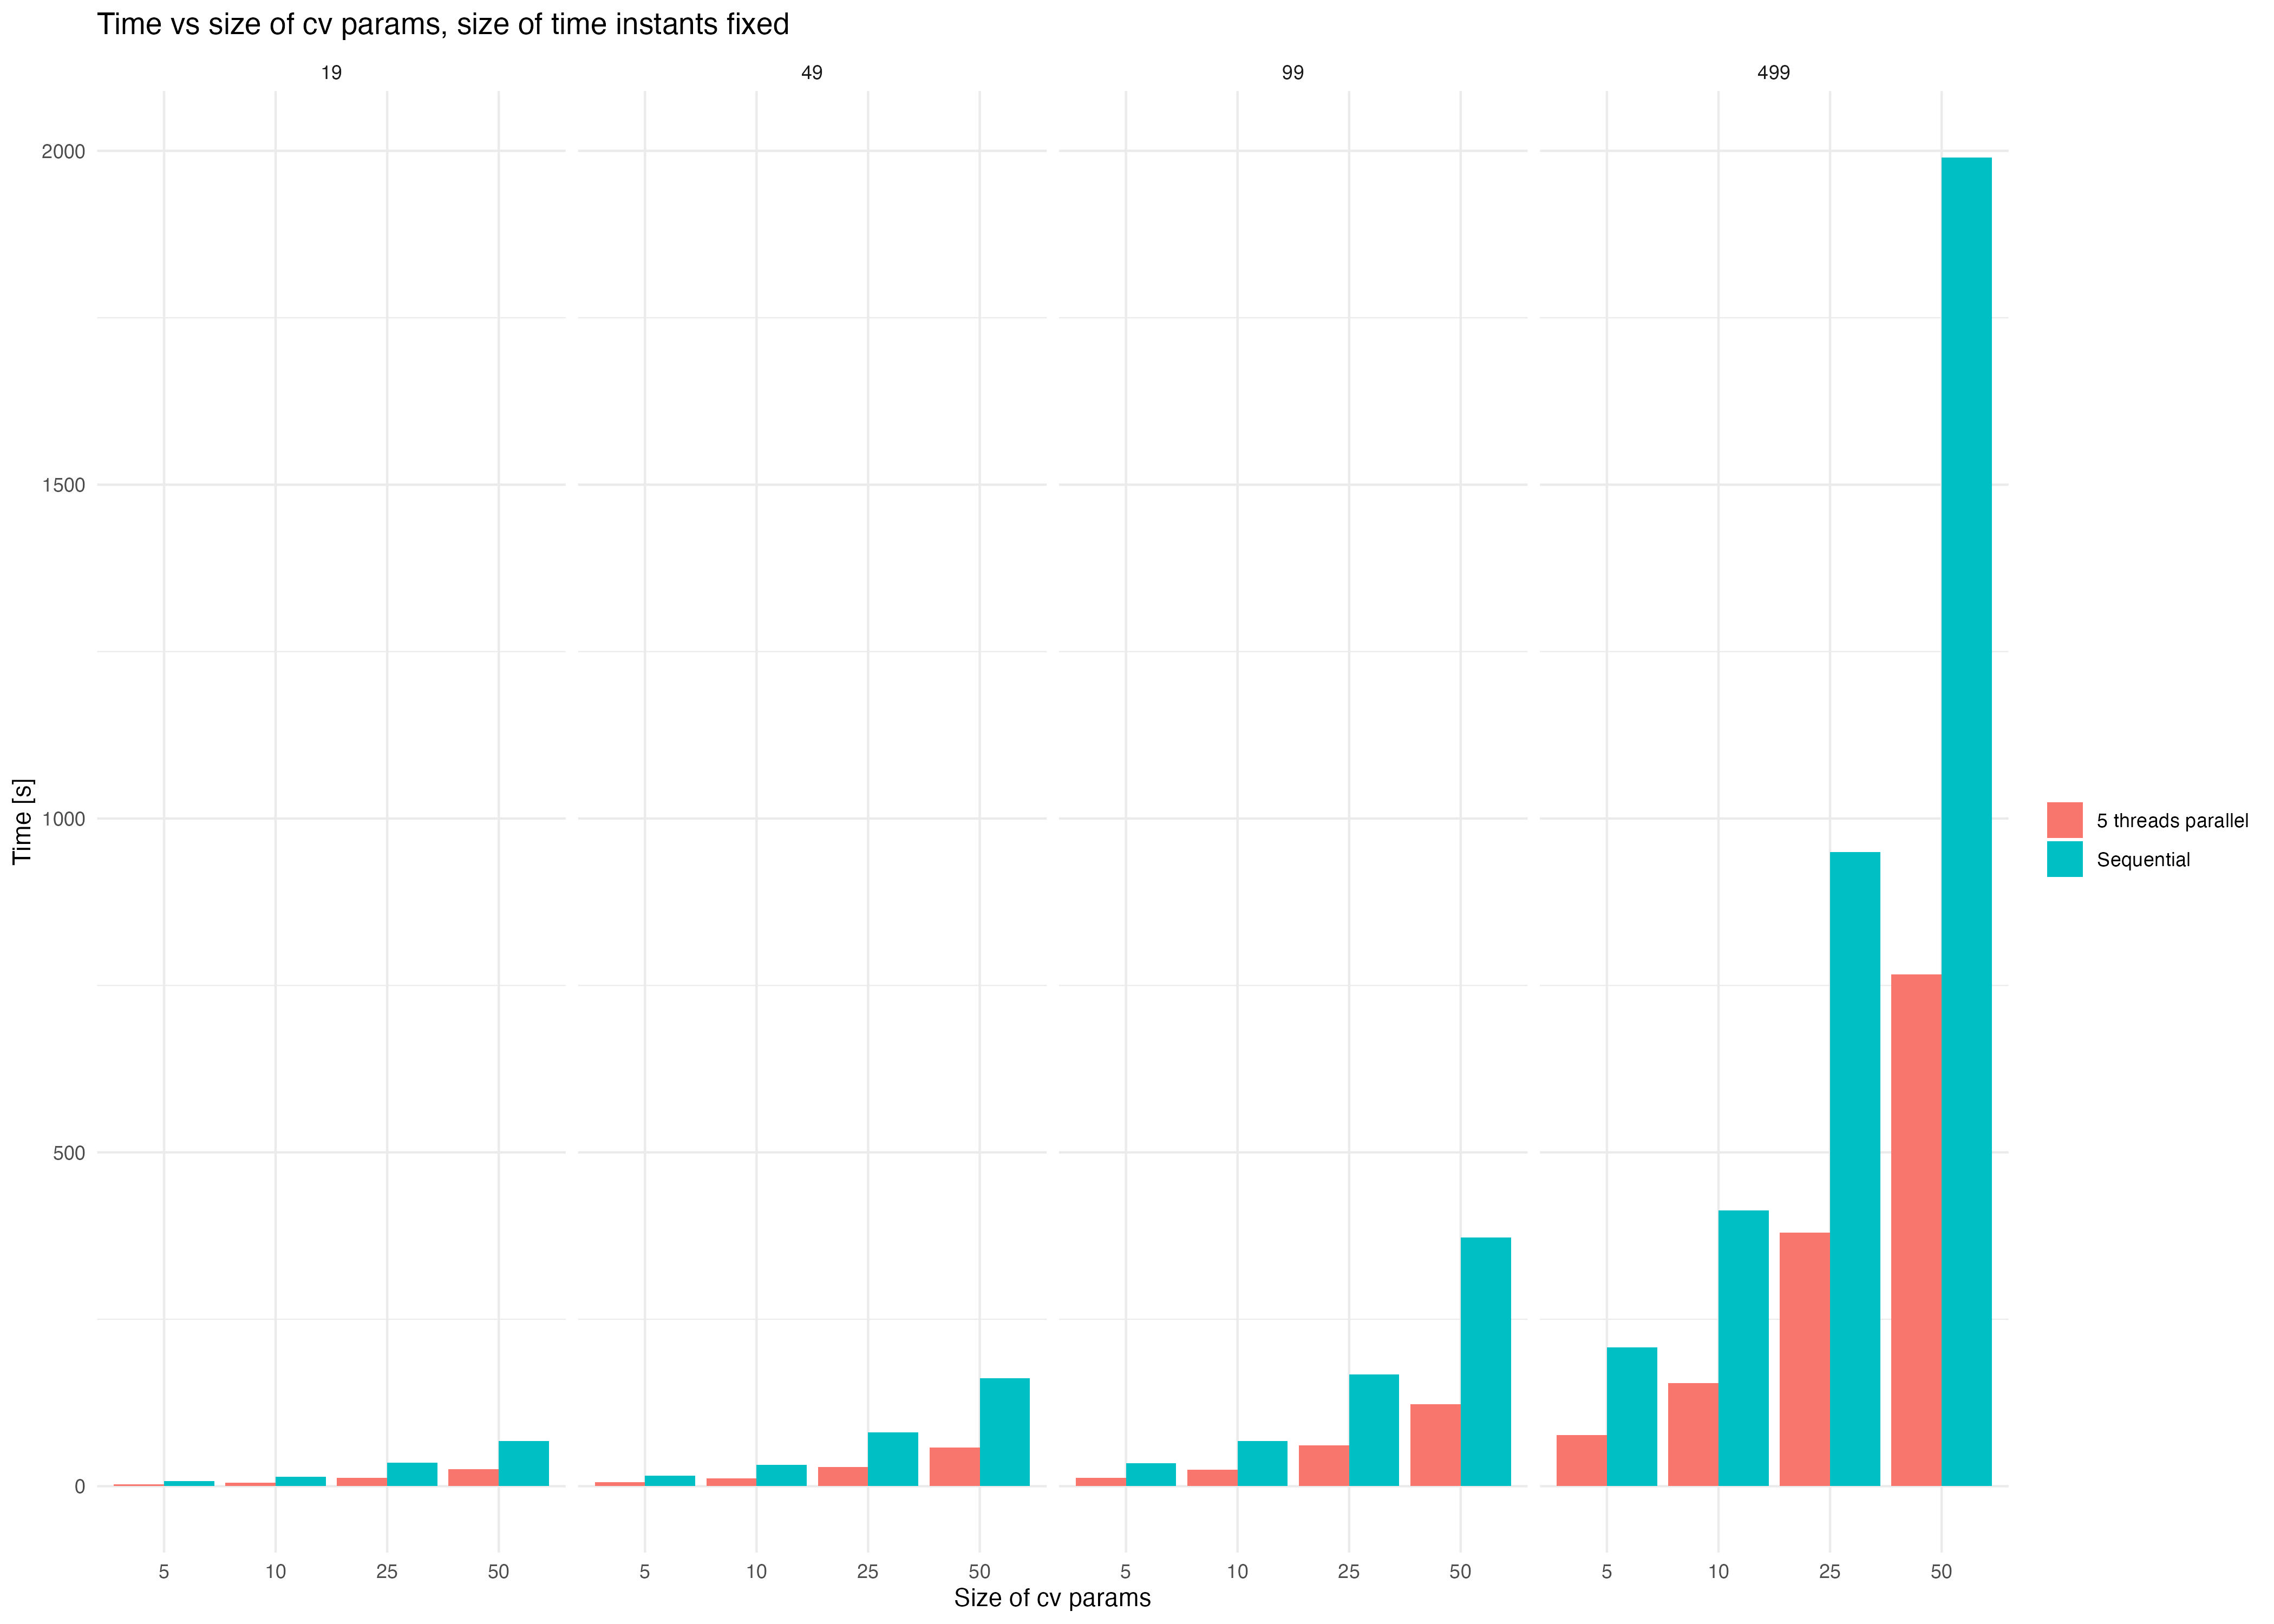 Time vs size of cv params, size of time instants fixed
19 49 99 499
2000
1500
1000
500
0
Time [s]
5 10 25 50 5 10 25 50 5 10 25 50 5 10 25 50
Size of cv params
5 threads parallel
Sequential